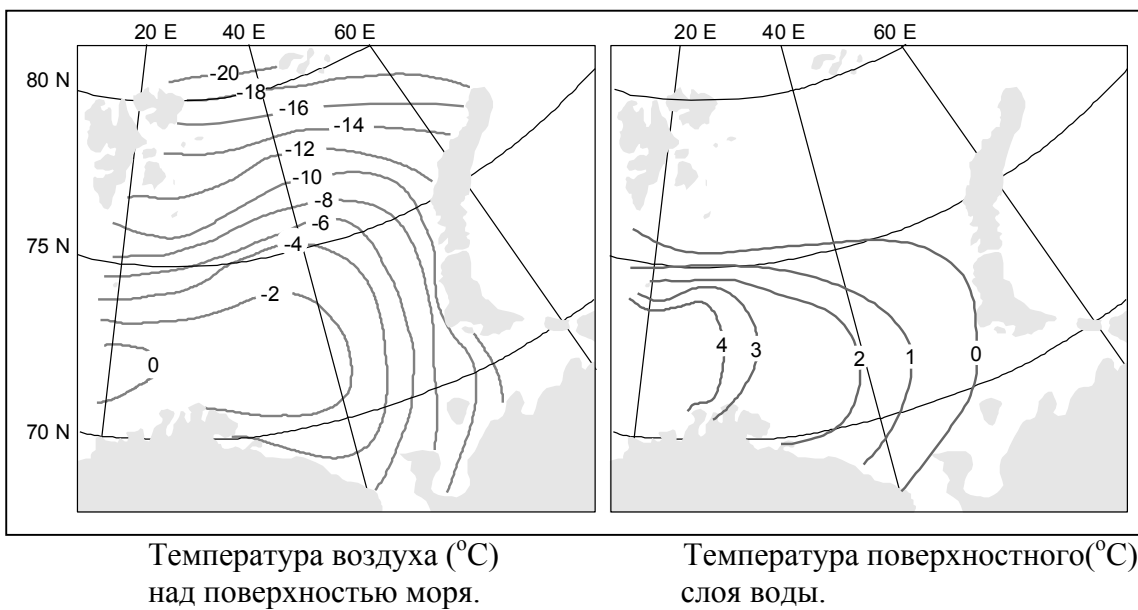 20 E 40 E 60 E 20 E 40 E 60 E
80 N
-20
-18
-16
-14
-12
-10
-8
-6
75 N
-4
-2
0
4 3 2 1 0
70 N
Температура воздуха (°C) Температура поверхностного(°C)
над поверхностью моря. слоя воды.